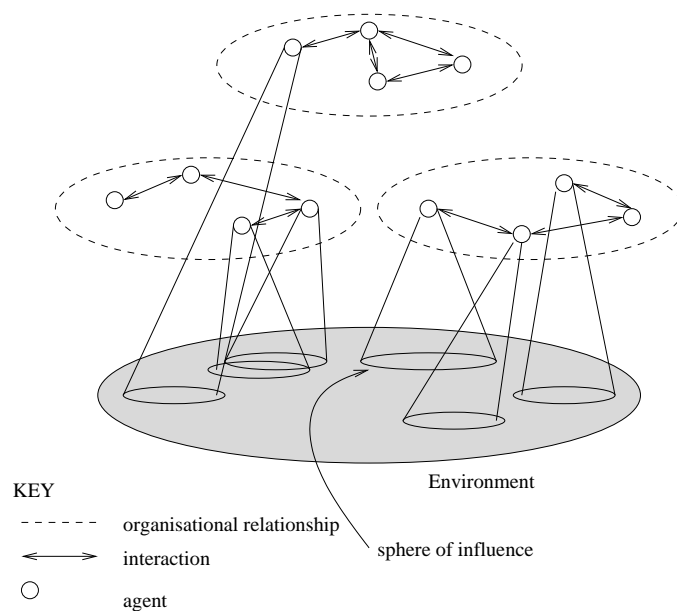 Environment
KEY
organisational relationship
sphere of influence
interaction
agent